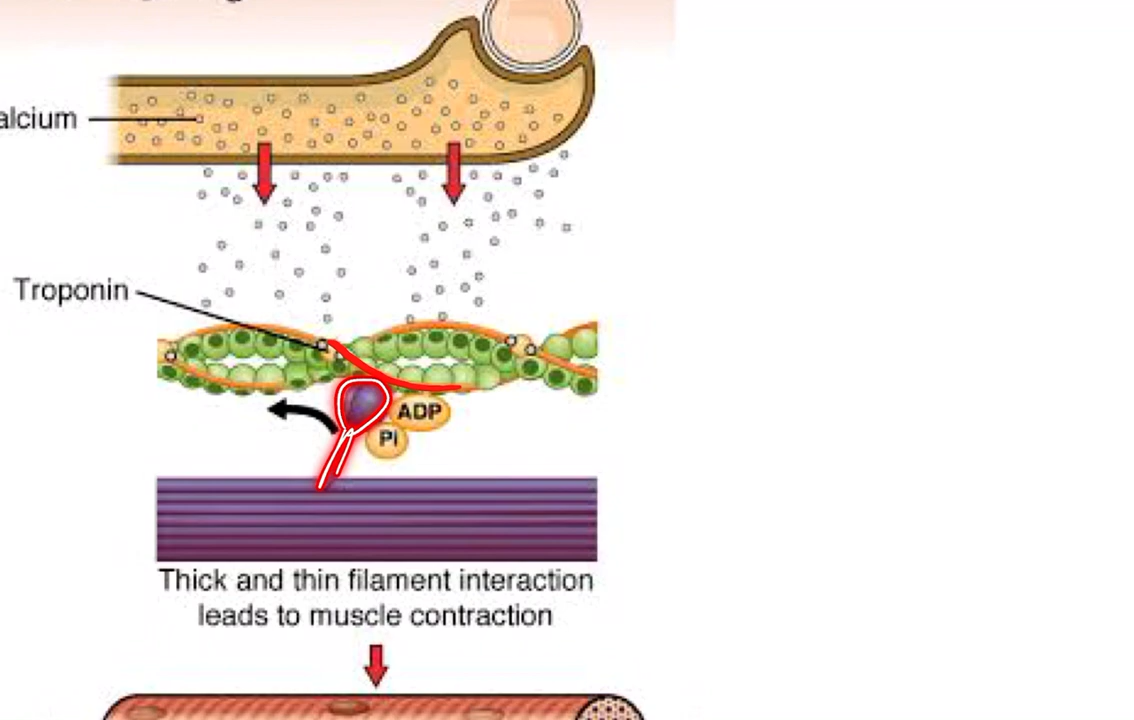 alcium
Troponin
ADP
Pi
Thick and thin filament interaction
leads to muscle contraction